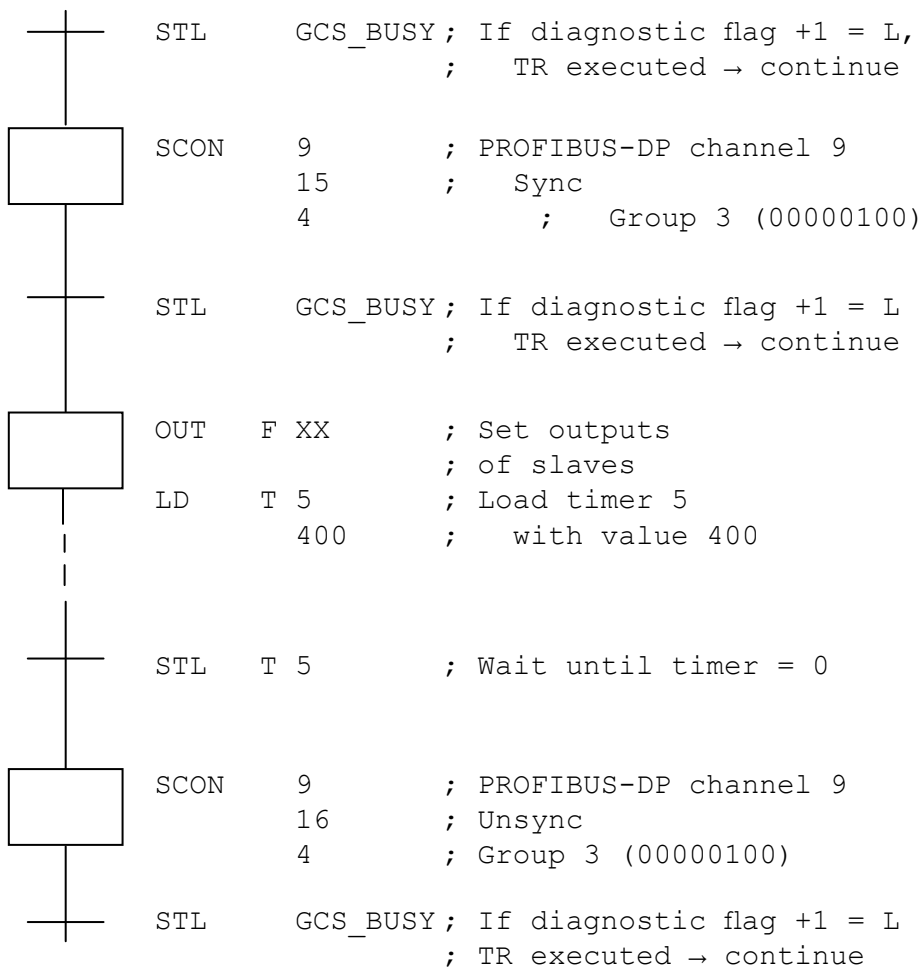 STL GCS_BUSY ; If diagnostic flag +1 = L,
; TR executed → continue
SCON 9 ; PROFIBUS-DP channel 9
15 ; Sync
4 ; Group 3 (00000100)
STL GCS_BUSY ; If diagnostic flag +1 = L
; TR executed → continue
OUT F XX ; Set outputs
; of slaves
LD T 5 ; Load timer 5
400 ; with value 400
STL T 5 ; Wait until timer = 0
SCON 9 ; PROFIBUS-DP channel 9
16 ; Unsync
4 ; Group 3 (00000100)
STL GCS_BUSY ; If diagnostic flag +1 = L
; TR executed → continue